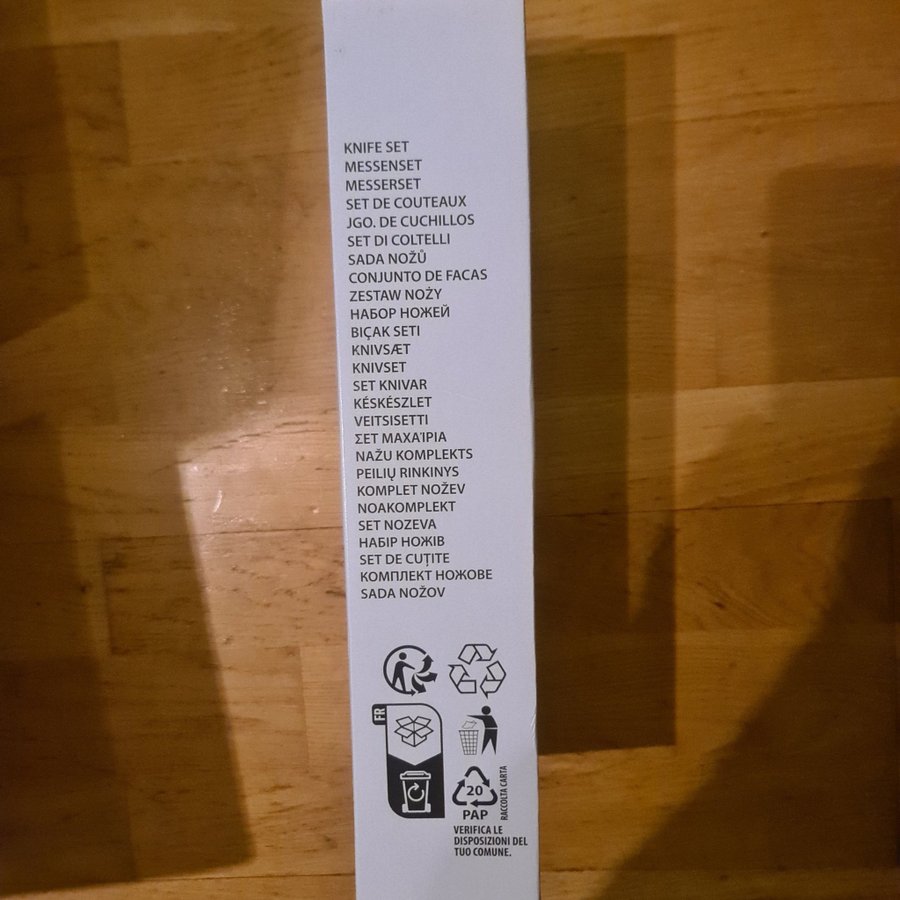 KNIFE SET
MESSENSET
MESSERSET
SET DE COUTEAUX
JGO. DE CUCHILLOS
SET DI COLTELLI
SADA NOŽŮ
CONJUNTO DE FACAS
ZESTAW NOŻY
НАБОР НОЖЕЙ
BIÇAK SETI
KNIVSÆT
KNIVSET
SET KNIVAR
KÉSKÉSZLET
VEITSISETTI
ΣΕΤ ΜΑΧΑΊΡΙΑ
NAŽU KOMPLEKTS
PEILIŲ RINKINYS
KOMPLET NOŽEV
NOAKOMPLEKT
SET NOZEVA
НАБІР НОЖІВ
SET DE CUȚITE
КОМПЛЕКТ НОЖОВЕ
SADA NOŽOV
FR
20
PAP
RACCOLTA CARTA
VERIFICA LE
DISPOSIZIONI DEL
TUO COMUNE.